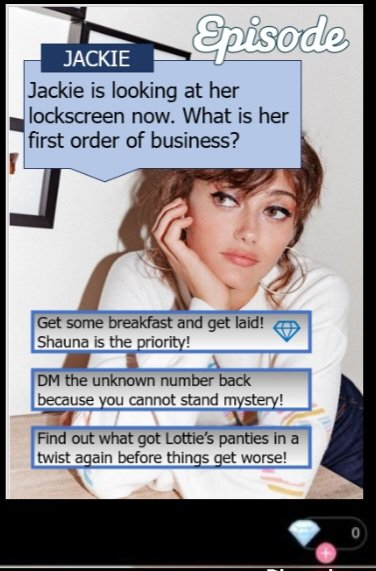 Episode
JACKIE
Jackie is looking at her
lockscreen now. What is her
first order of business?
Get some breakfast and get laid!
Shauna is the priority!
DM the unknown number back
because you cannot stand mystery!
Find out what got Lottie’s panties in a
twist again before things get worse!
0